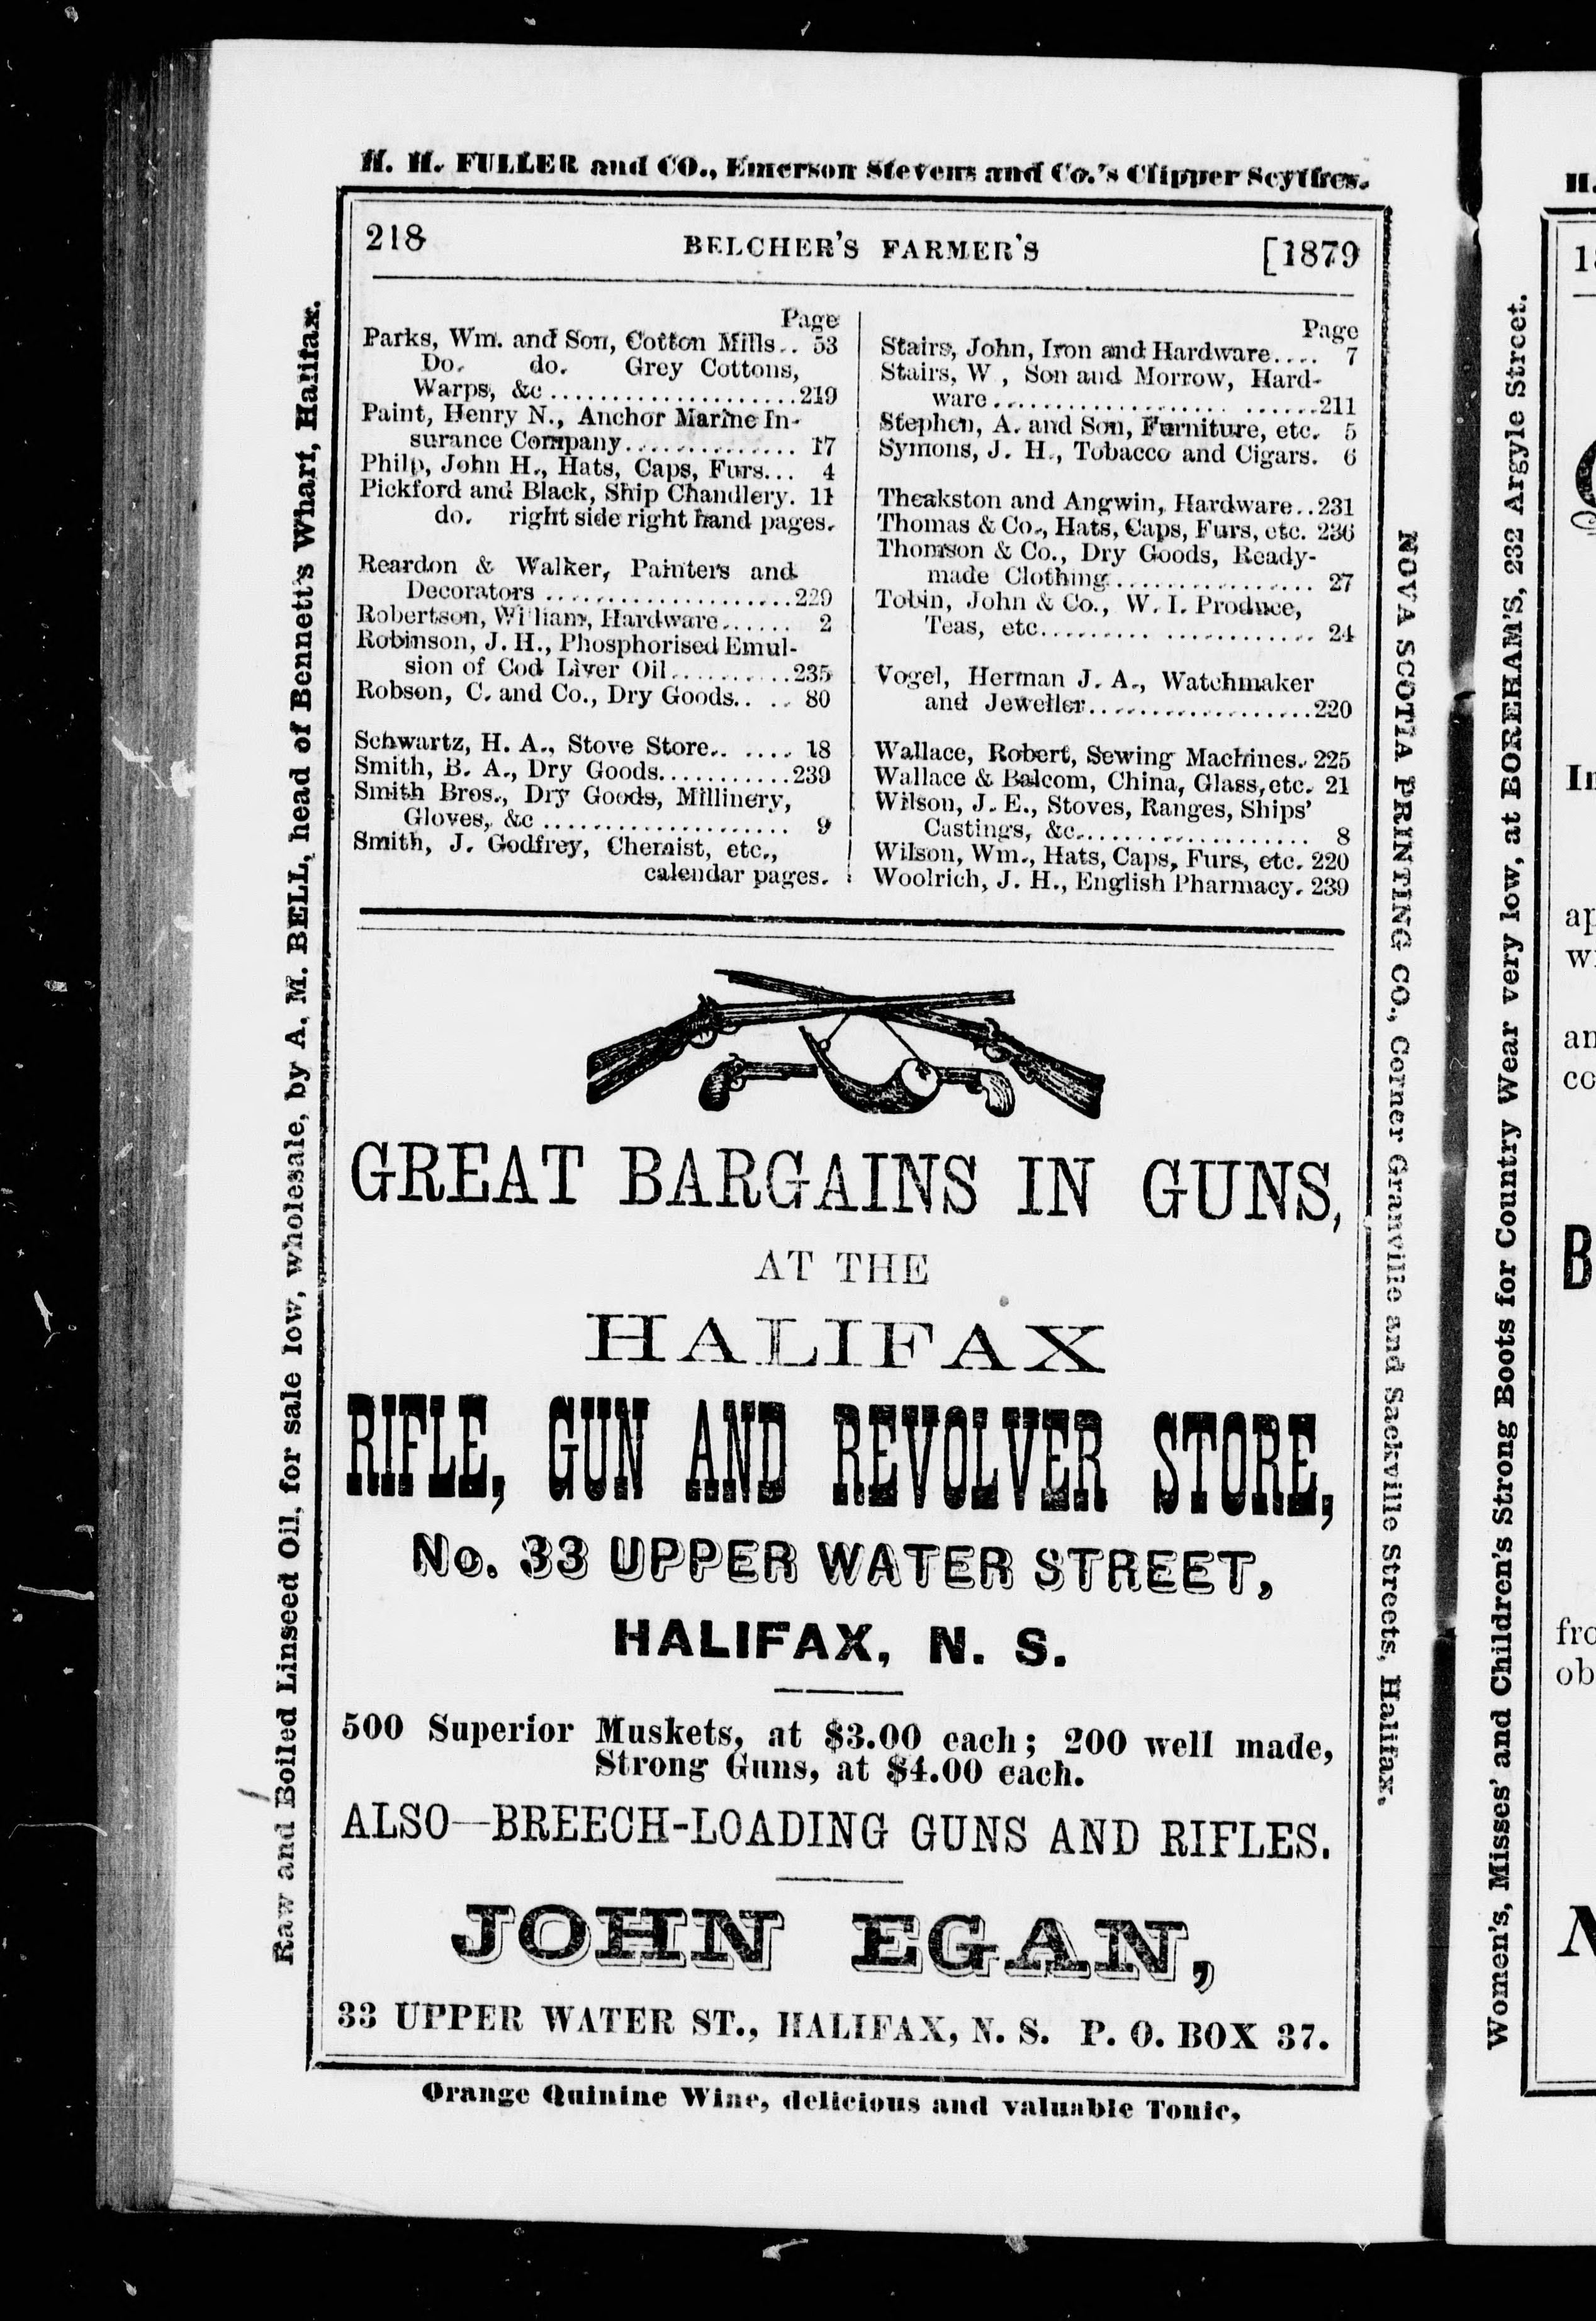 H. H. FULLER and CO., Emerson Stevens and Co.'s Clipper Scythes.
218 BELCHER'S FARMER'S [1879
Page
Parks, Wm. and Son, Cotton Mills.. 53
Do. do. Grey Cottons,
Warps, &c.....................219
Paint, Henry N., Anchor Marine In-
surance Company............... 17
Philp, John H., Hats, Caps, Furs... 4
Pickford and Black, Ship Chandlery. 11
do. right side right hand pages.
Reardon & Walker, Painters and
Decorators .....................229
Robertson, William, Hardware...... 2
Robinson, J. H., Phosphorised Emul-
sion of Cod Liver Oil...........235
Robson, C. and Co., Dry Goods.. .. 80
Schwartz, H. A., Stove Store.. .... 18
Smith, B. A., Dry Goods............239
Smith Bros., Dry Goods, Millinery,
Gloves, &c ..................... 9
Smith, J. Godfrey, Chemist, etc.,
calendar pages.
Page
Stairs, John, Iron and Hardware.... 7
Stairs, W , Son and Morrow, Hard-
ware...................... ......211
Stephen, A. and Son, Furniture, etc. 5
Symons, J. H., Tobacco and Cigars. 6
Theakston and Angwin, Hardware..231
Thomas & Co., Hats, Caps, Furs, etc. 236
Thomson & Co., Dry Goods, Ready-
made Clothing................. 27
Tobin, John & Co., W. I. Produce,
Teas, etc......... .............. 24
Vogel, Herman J. A., Watchmaker
and Jeweller...................220
Wallace, Robert, Sewing Machines..225
Wallace & Balcom, China, Glass, etc. 21
Wilson, J. E., Stoves, Ranges, Ships'
Castings, &c.................... 8
Wilson, Wm., Hats, Caps, Furs, etc. 220
Woolrich, J. H., English Pharmacy. 239
GREAT BARGAINS IN GUNS,
AT THE
HALIFAX
RIFLE, GUN AND REVOLVER STORE,
No. 33 UPPER WATER STREET,
HALIFAX, N. S.
500 Superior Muskets, at $3.00 each; 200 well made,
Strong Guns, at $4.00 each.
ALSO—BREECH-LOADING GUNS AND RIFLES.
JOHN EGAN,
33 UPPER WATER ST., HALIFAX, N. S. P. O. BOX 37.
Orange Quinine Wine, delicious and valuable Tonic,
Raw and Boiled Linseed Oil, for sale low, wholesale, by A. M. BELL, head of Bennett's Wharf, Halifax.
NOVA SCOTIA PRINTING CO., Corner Granville and Sackville Streets, Halifax.
Women's, Misses' and Children's Strong Boots for Country Wear very low, at BOREHAM'S, 232 Argyle Street.